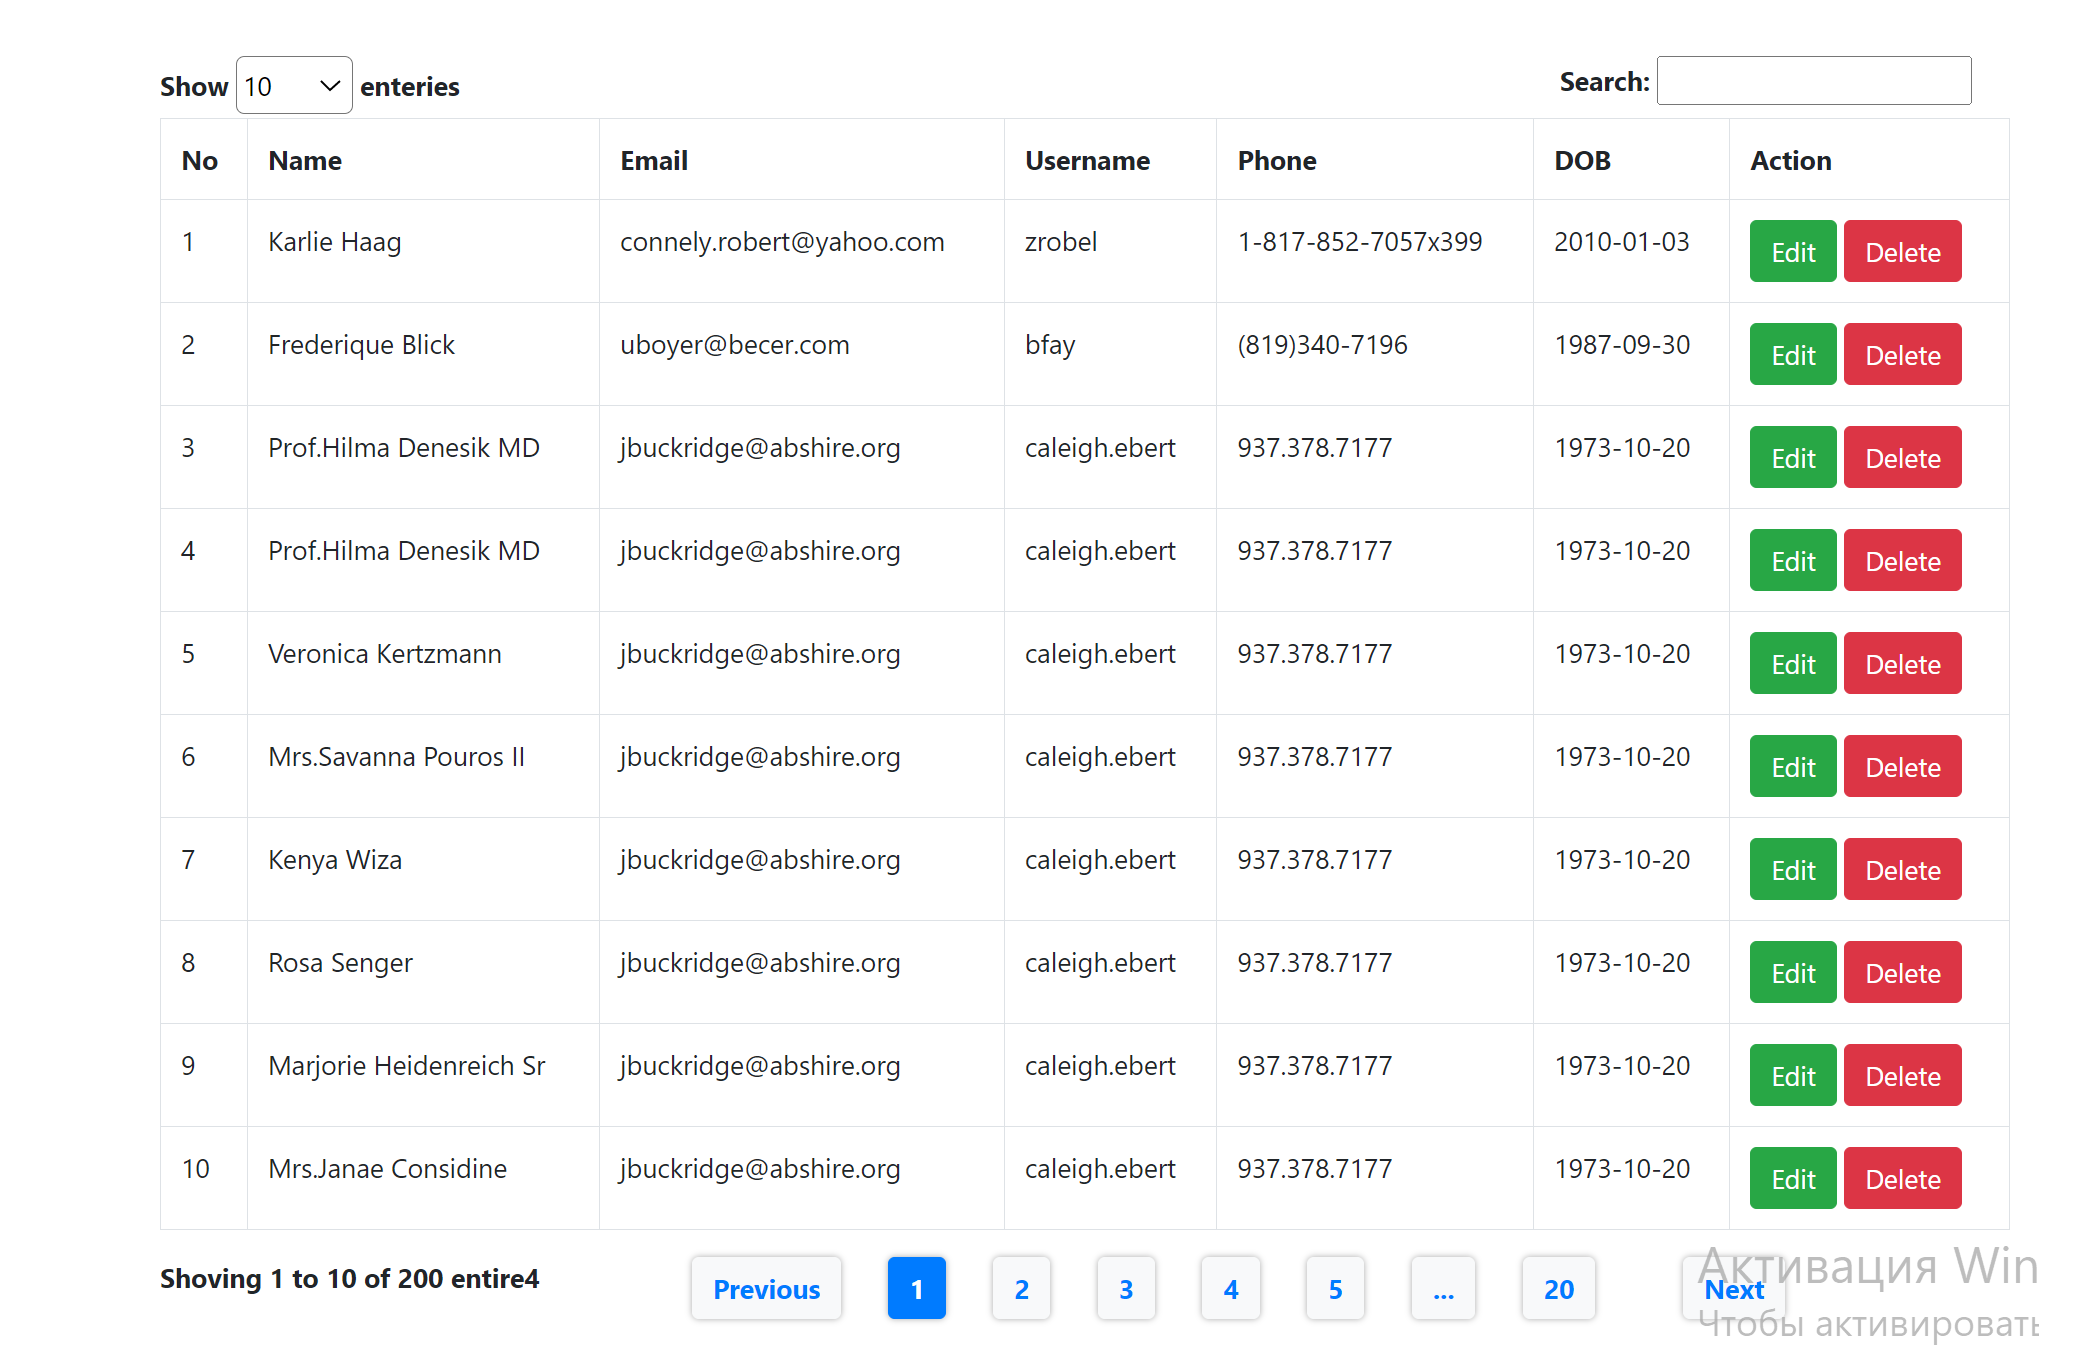 Show 10 enteries
Search:
No Name Email Username Phone DOB Action
1 Karlie Haag connely.robert@yahoo.com zrobel 1-817-852-7057x399 2010-01-03 Edit Delete
2 Frederique Blick uboyer@becer.com bfay (819)340-7196 1987-09-30 Edit Delete
3 Prof.Hilma Denesik MD jbuckridge@abshire.org caleigh.ebert 937.378.7177 1973-10-20 Edit Delete
4 Prof.Hilma Denesik MD jbuckridge@abshire.org caleigh.ebert 937.378.7177 1973-10-20 Edit Delete
5 Veronica Kertzmann jbuckridge@abshire.org caleigh.ebert 937.378.7177 1973-10-20 Edit Delete
6 Mrs.Savanna Pouros II jbuckridge@abshire.org caleigh.ebert 937.378.7177 1973-10-20 Edit Delete
7 Kenya Wiza jbuckridge@abshire.org caleigh.ebert 937.378.7177 1973-10-20 Edit Delete
8 Rosa Senger jbuckridge@abshire.org caleigh.ebert 937.378.7177 1973-10-20 Edit Delete
9 Marjorie Heidenreich Sr jbuckridge@abshire.org caleigh.ebert 937.378.7177 1973-10-20 Edit Delete
10 Mrs.Janae Considine jbuckridge@abshire.org caleigh.ebert 937.378.7177 1973-10-20 Edit Delete
Shoving 1 to 10 of 200 entire4 Previous 1 2 3 4 5 ... 20 Next
Активация Win
Чтобы активировать